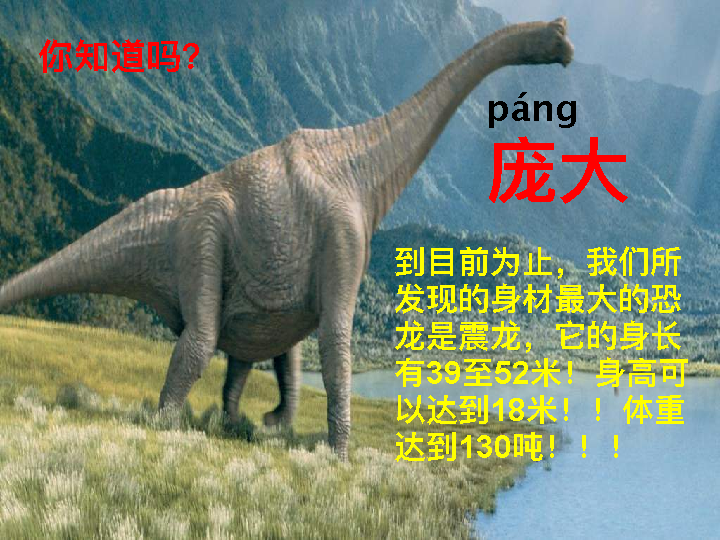 你知道吗?
páng
庞大
到目前为止，我们所
发现的身材最大的恐
龙是震龙，它的身长
有39至52米！身高可
以达到18米！！体重
达到130吨！！！